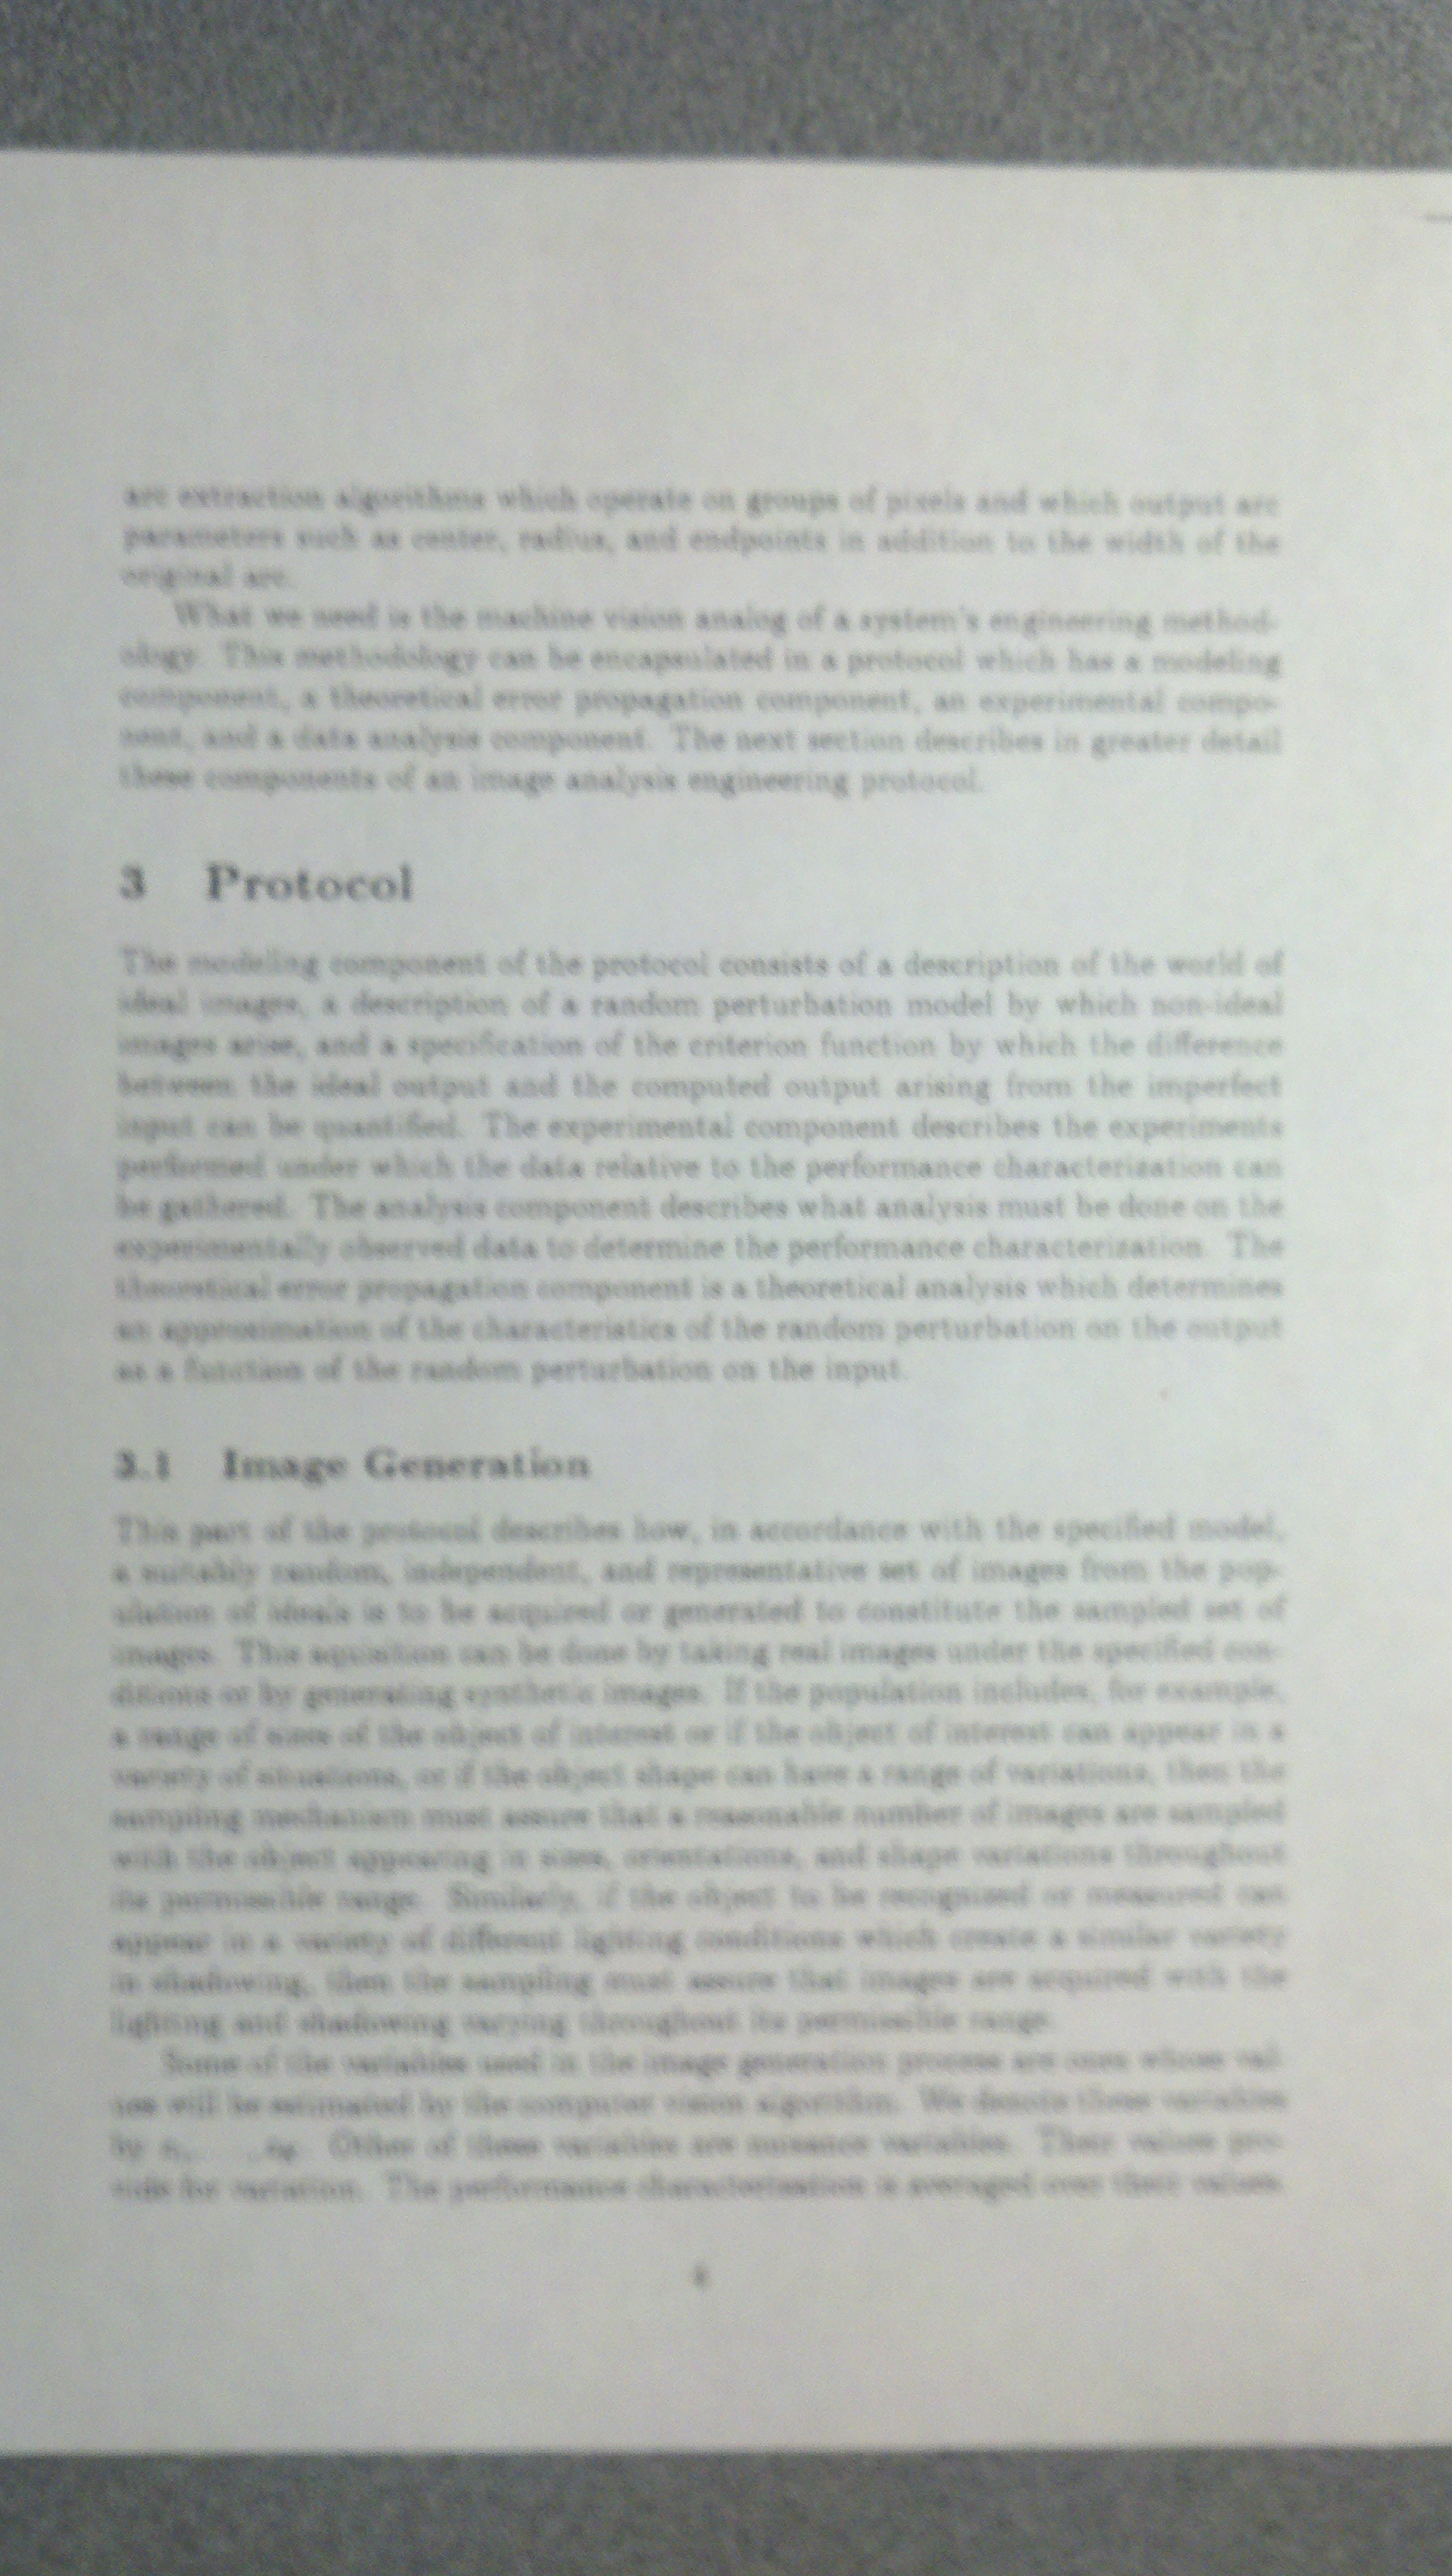 arc extraction algorithms which operate on groups of pixels and which output arc
parameters such as center, radius, and endpoints in addition to the width of the
original arc.
What we need is the machine vision analog of a system's engineering method-
ology. This methodology can be encapsulated in a protocol which has a modeling
component, a theoretical error propagation component, an experimental compo-
nent, and a data analysis component. The next section describes in greater detail
these components of an image analysis engineering protocol.
3 Protocol
The modeling component of the protocol consists of a description of the world of
ideal images, a description of a random perturbation model by which non-ideal
images arise, and a specification of the criterion function by which the difference
between the ideal output and the computed output arising from the imperfect
input can be quantified. The experimental component describes the experiments
performed under which the data relative to the performance characterization can
be gathered. The analysis component describes what analysis must be done on the
experimentally observed data to determine the performance characterization. The
theoretical error propagation component is a theoretical analysis which determines
an approximation of the characteristics of the random perturbation on the output
as a function of the random perturbation on the input.
3.1 Image Generation
This part of the protocol describes how, in accordance with the specified model,
a suitably random, independent, and representative set of images from the pop-
ulation of ideals is to be acquired or generated to constitute the sampled set of
images. This aquisition can be done by taking real images under the specified con-
ditions or by generating synthetic images. If the population includes, for example,
a range of sizes of the object of interest or if the object of interest can appear in a
variety of situations, or if the object shape can have a range of variations, then the
sampling mechanism must assure that a reasonable number of images are sampled
with the object appearing in sizes, orientations, and shape variations throughout
its permissible range. Similarly, if the object to be recognized or measured can
appear in a variety of different lighting conditions which create a similar variety
in shadowing, then the sampling must assure that images are acquired with the
lighting and shadowing varying throughout its permissible range.
Some of the variables used in the image generation process are ones whose val-
ues will be estimated by the computer vision algorithm. We denote these variables
by Other of these variables are nuisance variables. Their values pro-
vide for variation. The performance characterization is averaged over their values.